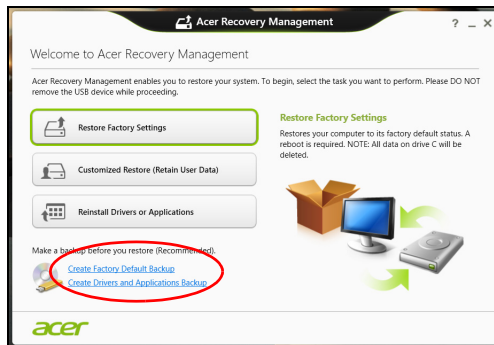 Acer Recovery Management
? _ X
Welcome to Acer Recovery Management
Acer Recovery Management enables you to restore your system. To begin, select the task you want to perform. Please DO NOT
remove the USB device while proceeding.
Restore Factory Settings
Customized Restore (Retain User Data)
Reinstall Drivers or Applications
Restore Factory Settings
Restores your computer to its factory default status. A
reboot is required. NOTE: All data on drive C will be
deleted.
Make a backup before you restore (Recommended).
Create Factory Default Backup
Create Drivers and Applications Backup
acer